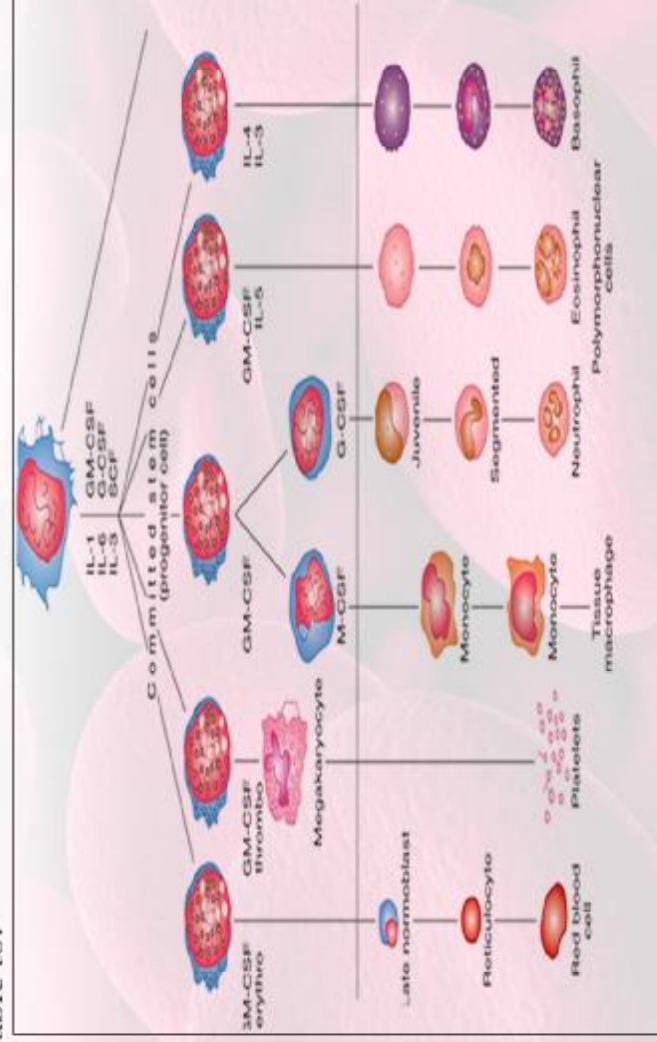 IL-1 GM-CSF
IL-6 G-CSF
IL-3 SCF
Committed stem cells
(progenitor cell)
GM-CSF
erythro
GM-CSF
thrombo
GM-CSF
GM-CSF
IL-5
IL-4
IL-3
Megakaryocyte
M-CSF
G-CSF
Late normoblast
Juvenile
Monocyte
Reticulocyte
Segmented
Monocyte
Red blood
cell
Platelets
Tissue
macrophage
Neutrophil
Eosinophil
Basophil
Polymorphonuclear
cells